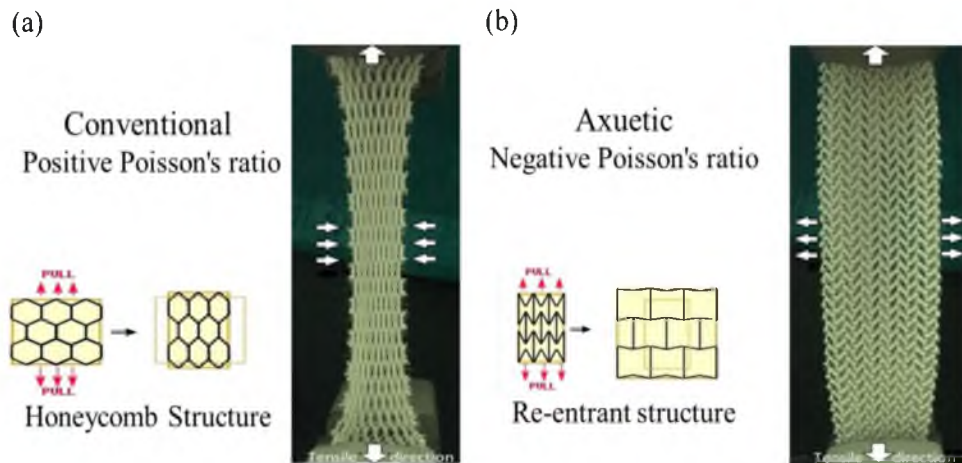 (a)
Conventional
Positive Poisson's ratio
PULL
PULL
Honeycomb Structure
Tensile direction
(b)
Axuetic
Negative Poisson's ratio
PULL
PULL
Re-entrant structure
Tensile direction